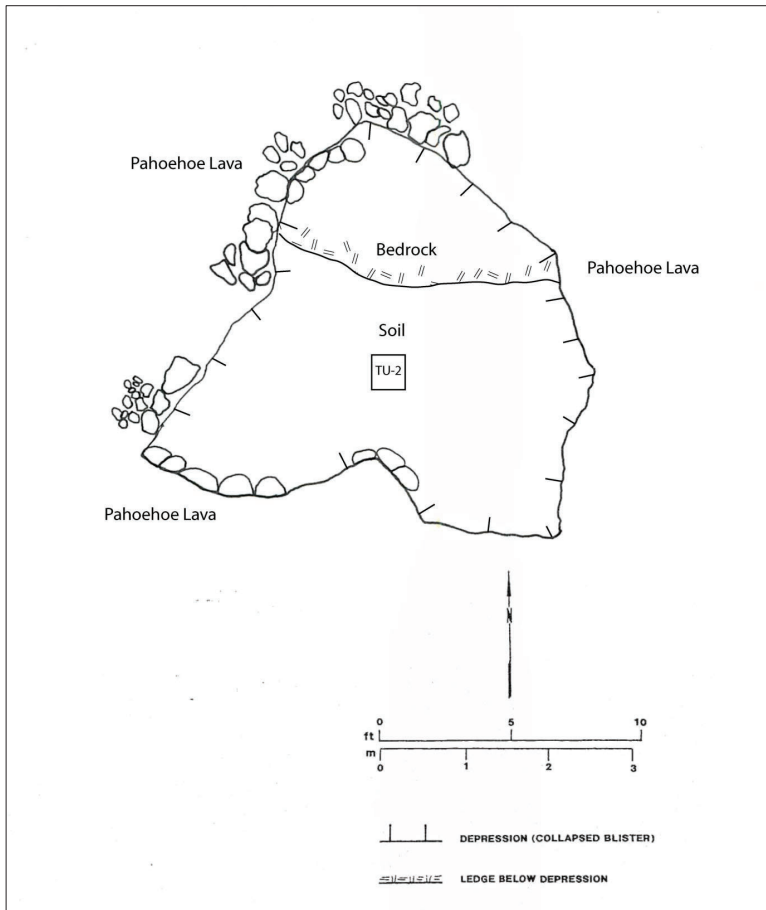 Pahoehoe Lava
Bedrock
Pahoehoe Lava
Soil
TU-2
Pahoehoe Lava
N
0 5 10
ft
m
0 1 2 3
DEPRESSION (COLLAPSED BLISTER)
LEDGE BELOW DEPRESSION